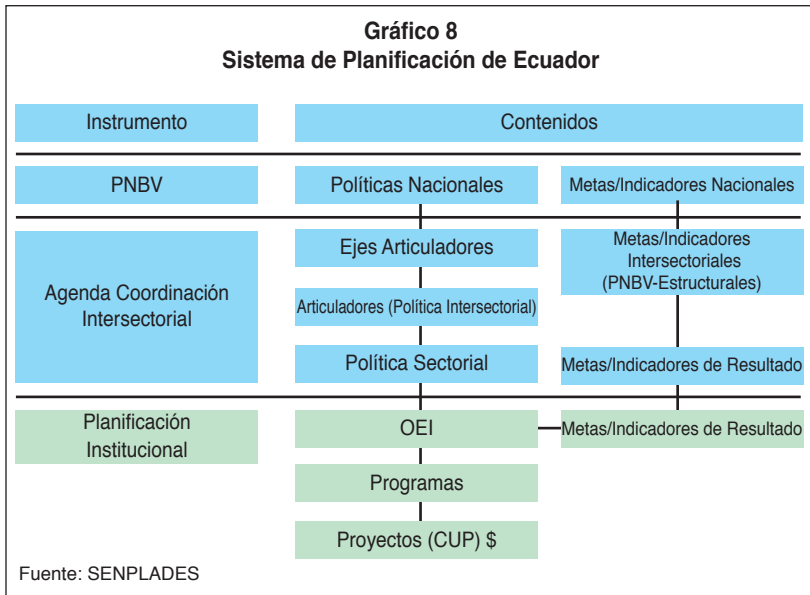 Gráfico 8
Sistema de Planificación de Ecuador
Instrumento
Contenidos
PNBV
Políticas Nacionales
Metas/Indicadores Nacionales
Agenda Coordinación
Intersectorial
Ejes Articuladores
Metas/Indicadores
Intersectoriales
(PNBV-Estructurales)
Articuladores (Política Intersectorial)
Política Sectorial
Metas/Indicadores de Resultado
Planificación
Institucional
OEI
Metas/Indicadores de Resultado
Programas
Proyectos (CUP) $
Fuente: SENPLADES